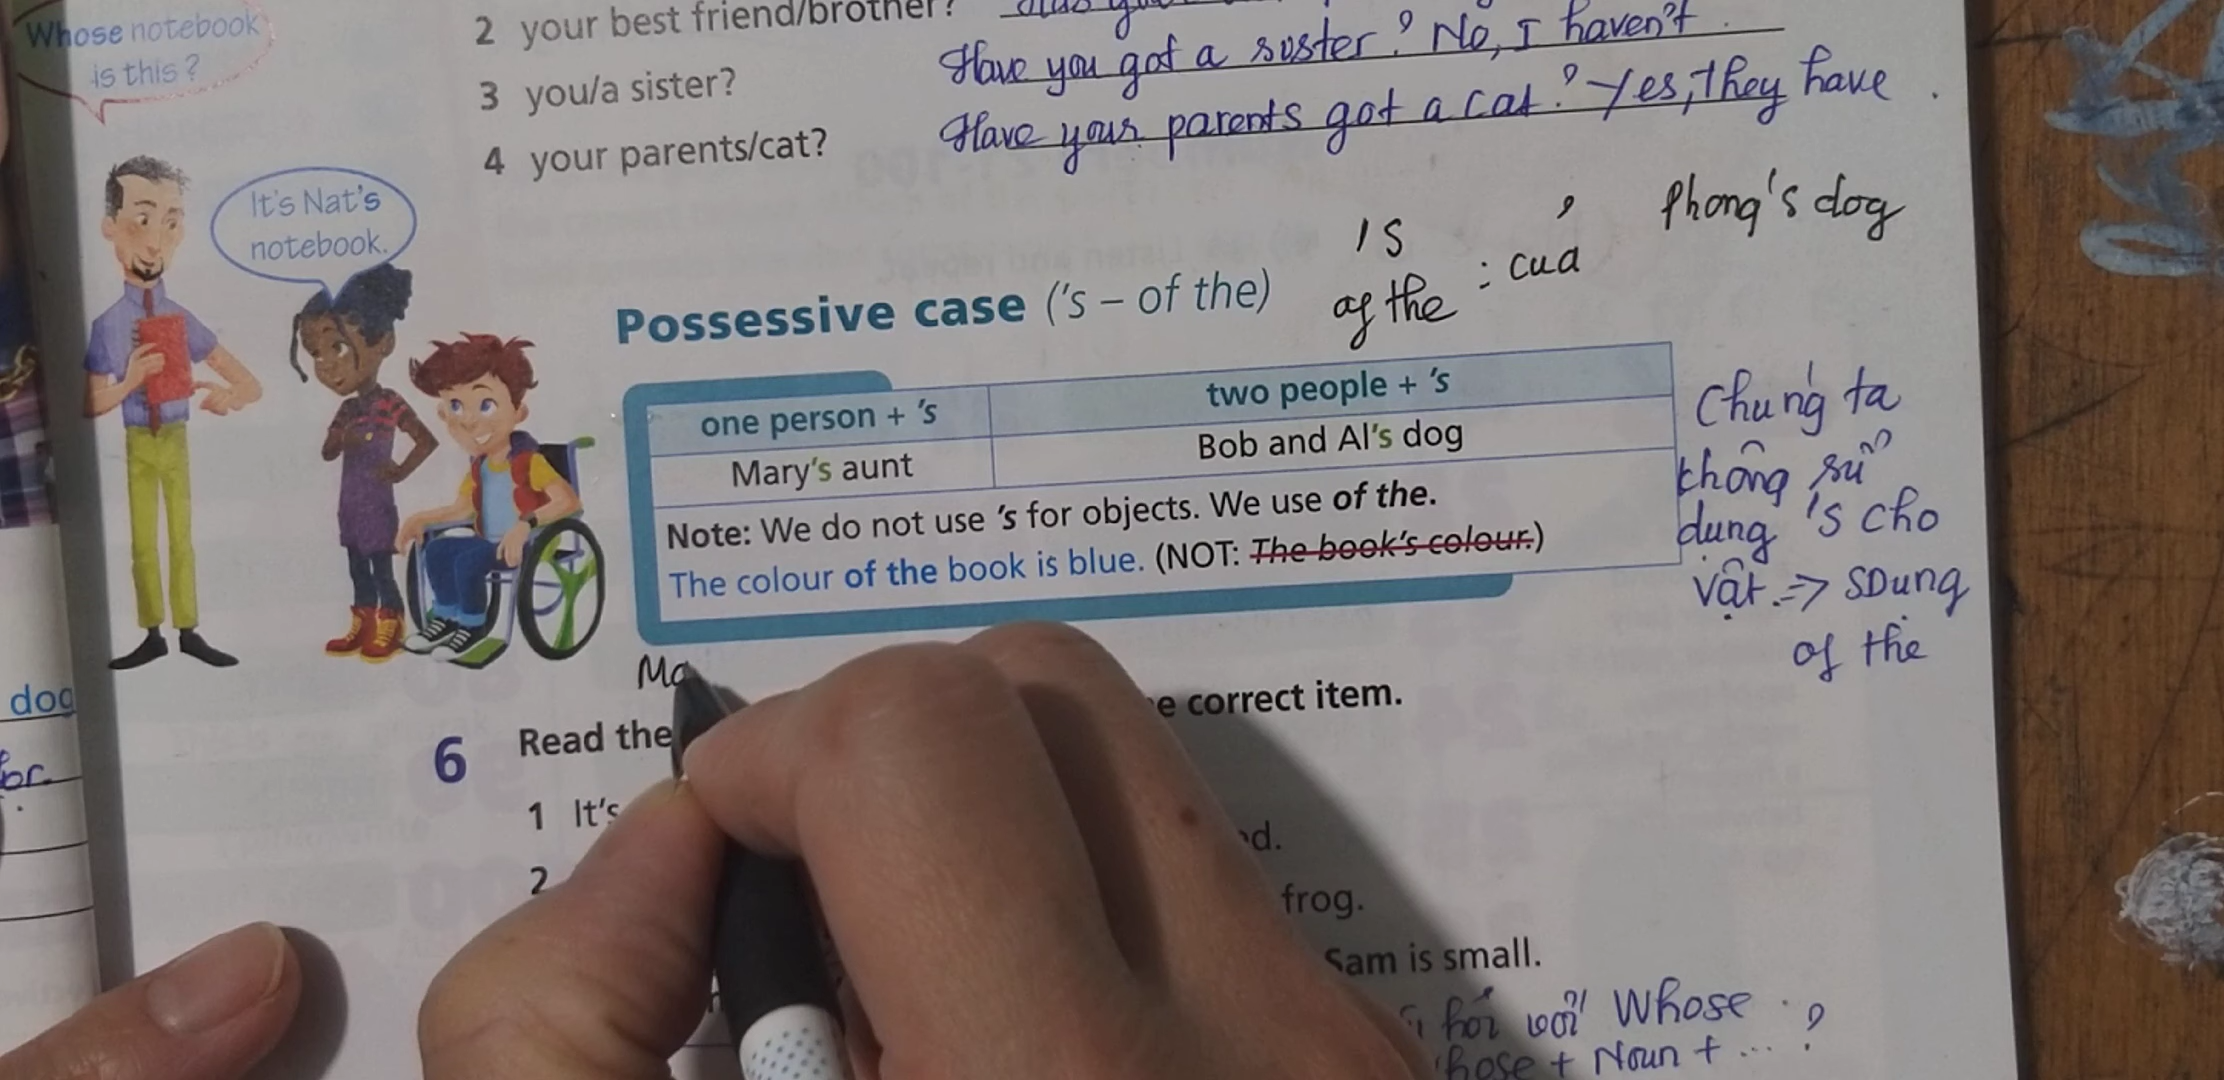 Whose notebook
is this?
2 your best friend/brother?
3 you/a sister? Have you got a suster? No, I haven't.
4 your parents/cat? Have your parents got a cat? Yes, they have.
It's Nat's
notebook.
Possessive case ('s – of the)
's
of the : của
Phong's dog
one person + 's two people + 's
Mary's aunt Bob and Al's dog
Note: We do not use 's for objects. We use of the.
The colour of the book is blue. (NOT: The book's colour.)
Chúng ta
không sử
dụng 's cho
vật => sDụng
of the
Ma
dog
for
6 Read the correct item.
1 It's
2
frog.
Sam is small.
hỏi với Whose ?
hose + Noun + ... ?